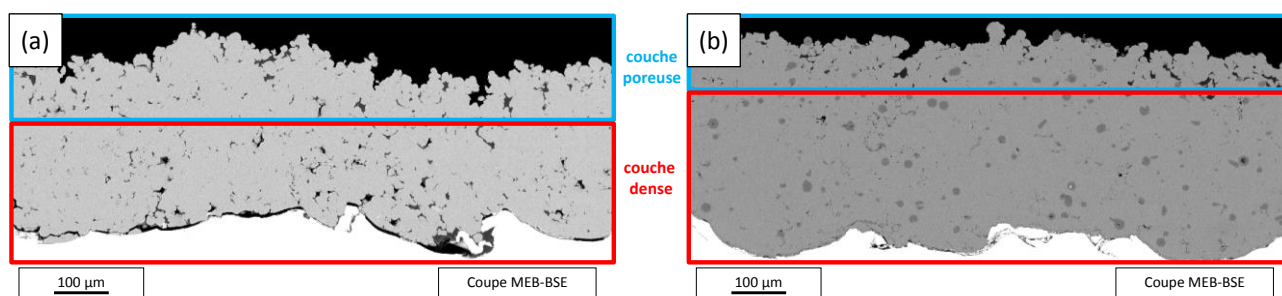 (a)
couche
poreuse
couche
dense
100 µm
Coupe MEB-BSE
(b)
100 µm
Coupe MEB-BSE